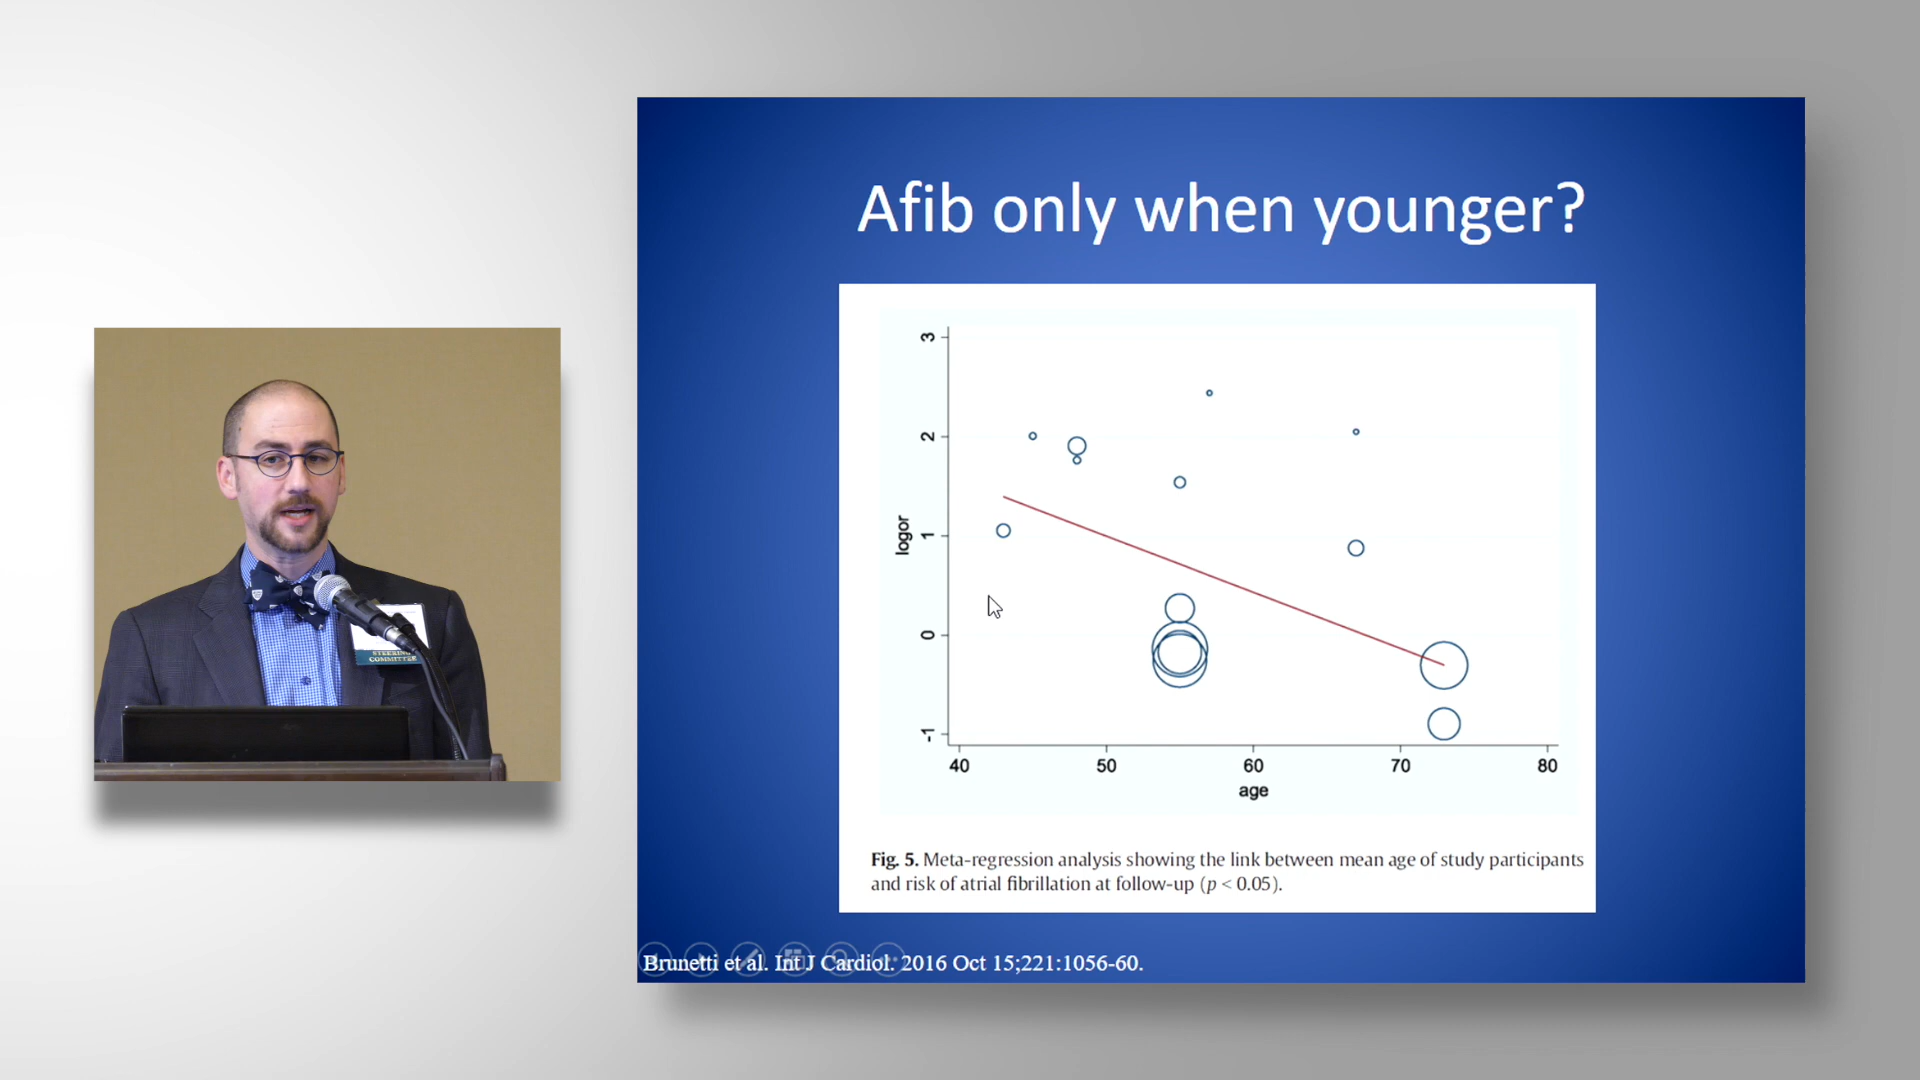 Afib only when younger?
3
2
1
0
-1
logor
40 50 60 70 80
age
Fig. 5. Meta-regression analysis showing the link between mean age of study participants
and risk of atrial fibrillation at follow-up (p < 0.05).
Brunetti et al. Int J Cardiol. 2016 Oct 15;221:1056-60.
STEERING
COMMITTEE